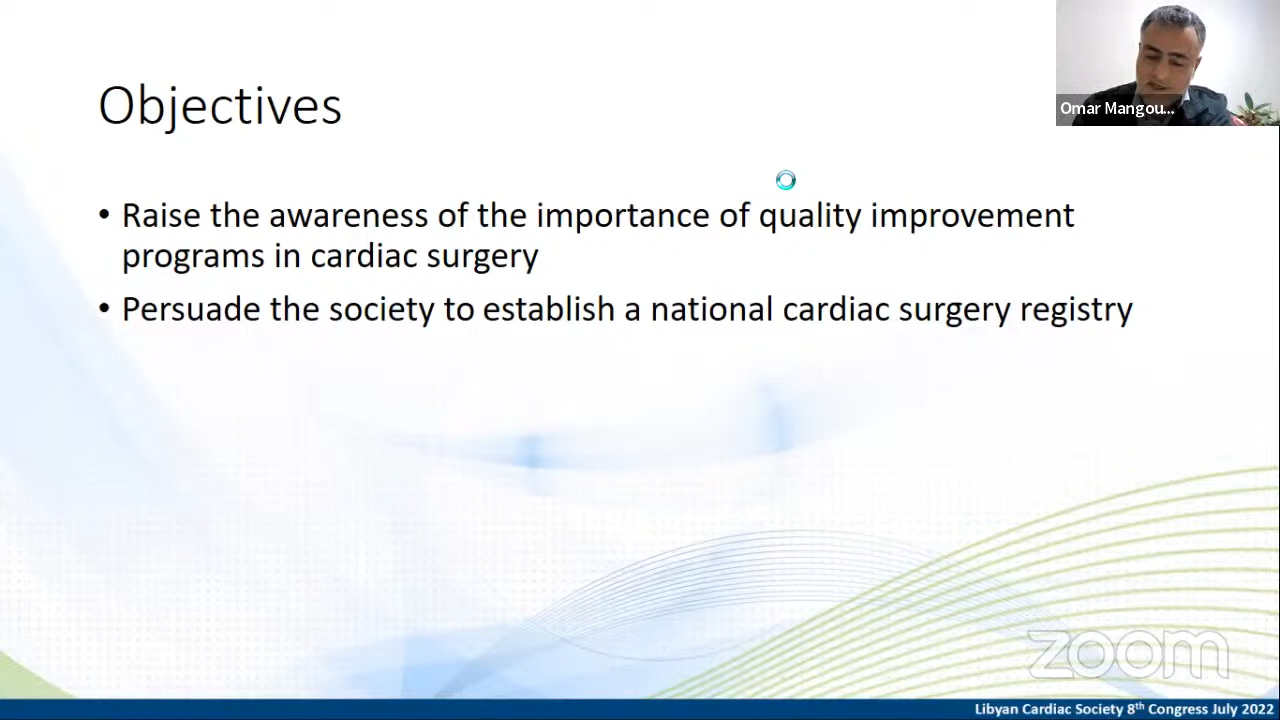 Objectives
• Raise the awareness of the importance of quality improvement
programs in cardiac surgery
• Persuade the society to establish a national cardiac surgery registry
Omar Mangou...
zoom
Libyan Cardiac Society 8th Congress July 2022